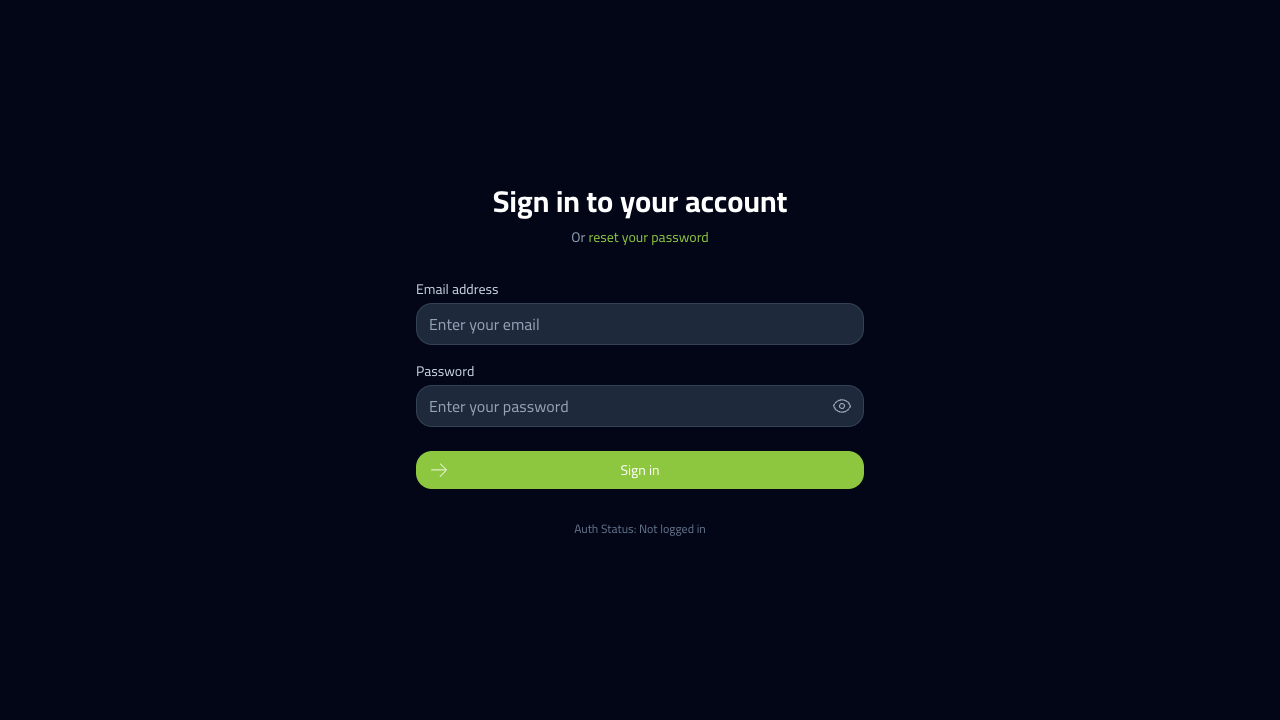 Sign in to your account
Or reset your password
Email address
Enter your email
Password
Enter your password
Sign in
Auth Status: Not logged in